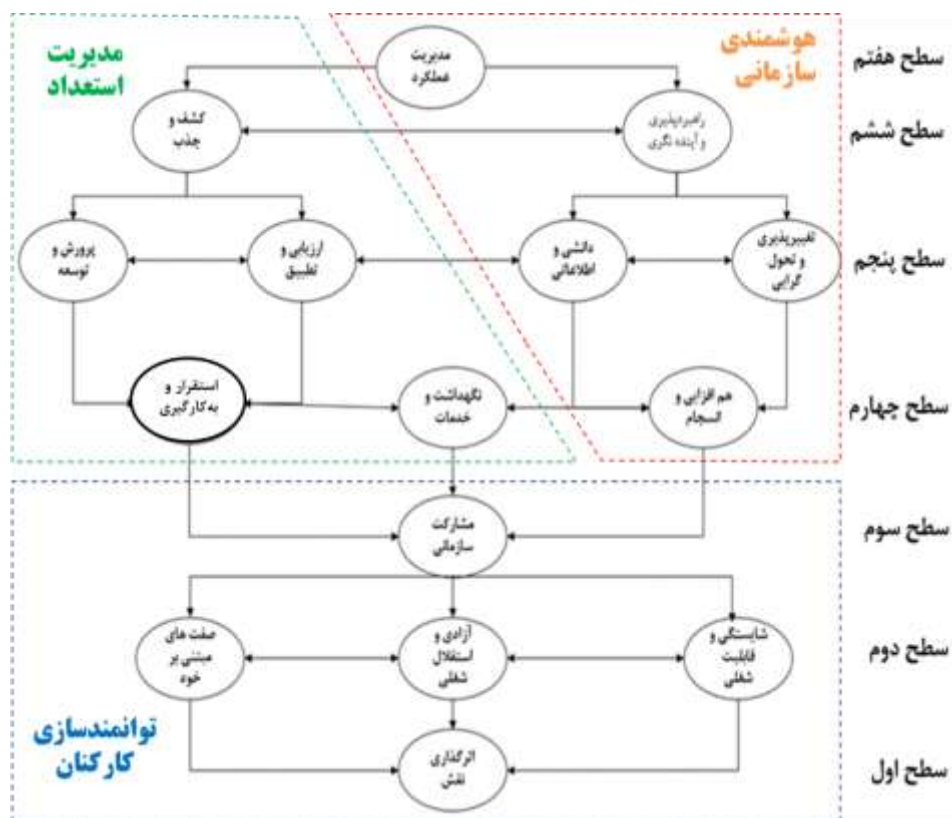 هوشمندی
سازمانی
مدیریت
استعداد
سطح هفتم
مدیریت
عملکرد
سطح ششم
راهبردپذیری
و آینده نگری
کشف و
جذب
سطح پنجم
تغییرپذیری
و تحول
گرایی
دانشی و
اطلاعاتی
ارزیابی و
تطبیق
پرورش و
توسعه
سطح چهارم
هم افزایی و
انسجام
نگهداشت و
خدمات
استقرار و
به‌کارگیری
سطح سوم
مشارکت
سازمانی
سطح دوم
شایستگی و
قابلیت
شغلی
آزادی و
استقلال
شغلی
صفت های
مبتنی بر
خود
سطح اول
اثرگذاری
نقش
توانمندسازی
کارکنان